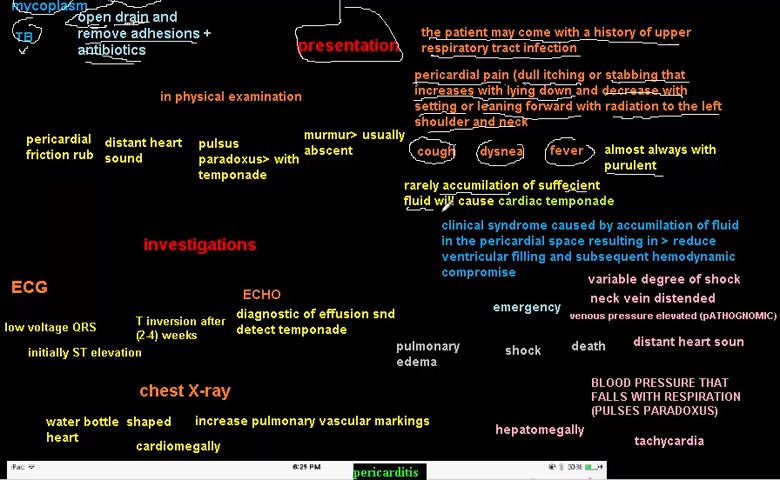 mycoplasm
TB
open drain and
remove adhesions +
antibiotics
presentation
the patient may come with a history of upper
respiratory tract infection
pericardial pain (dull itching or stabbing that
increases with lying down and decrease with
setting or leaning forward with radiation to the left
shoulder and neck
in physical examination
pericardial
friction rub
distant heart
sound
pulsus
paradoxus> with
temponade
murmur> usually
abscent
cough
dysnea
fever
almost always with
purulent
rarely accumilation of suffecient
fluid will cause cardiac temponade
clinical syndrome caused by accumilation of fluid
in the pericardial space resulting in > reduce
ventricular filling and subsequent hemodynamic
compromise
investigations
ECG
low voltage QRS
T inversion after
(2-4) weeks
initially ST elevation
ECHO
diagnostic of effusion snd
detect temponade
emergency
variable degree of shock
neck vein distended
venous pressure elevated (pATHOGNOMIC)
pulmonary
edema
shock
death
distant heart soun
chest X-ray
water bottle shaped
heart
increase pulmonary vascular markings
cardiomegally
BLOOD PRESSURE THAT
FALLS WITH RESPIRATION
(PULSES PARADOXUS)
hepatomegally
tachycardia
iPad
6:29 PM
50%
pericarditis